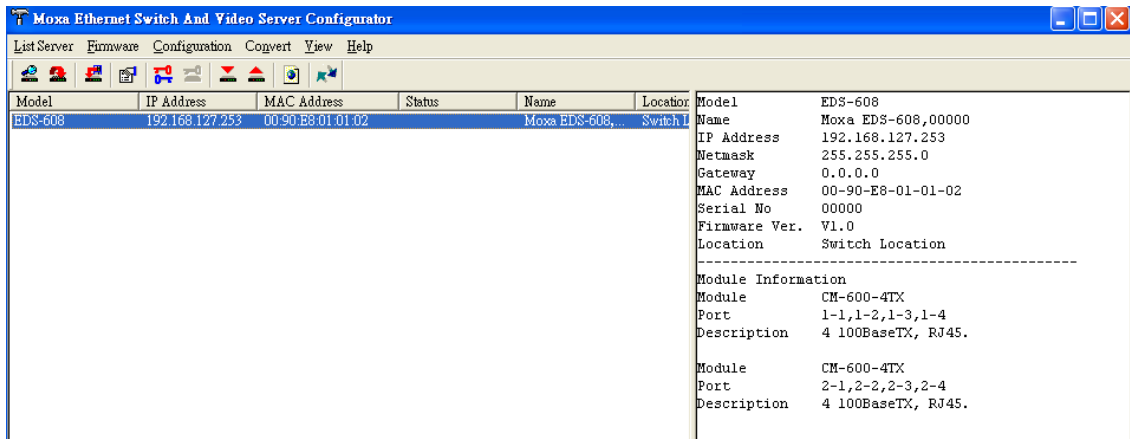 Moxa Ethernet Switch And Video Server Configurator
List Server Firmware Configuration Convert View Help
Model IP Address MAC Address Status Name Location
EDS-608 192.168.127.253 00:90:E8:01:01:02 Moxa EDS-608,... Switch L
Model EDS-608
Name Moxa EDS-608,00000
IP Address 192.168.127.253
Netmask 255.255.255.0
Gateway 0.0.0.0
MAC Address 00-90-E8-01-01-02
Serial No 00000
Firmware Ver. V1.0
Location Switch Location
------------------------------------------------
Module Information
Module CM-600-4TX
Port 1-1,1-2,1-3,1-4
Description 4 100BaseTX, RJ45.
Module CM-600-4TX
Port 2-1,2-2,2-3,2-4
Description 4 100BaseTX, RJ45.